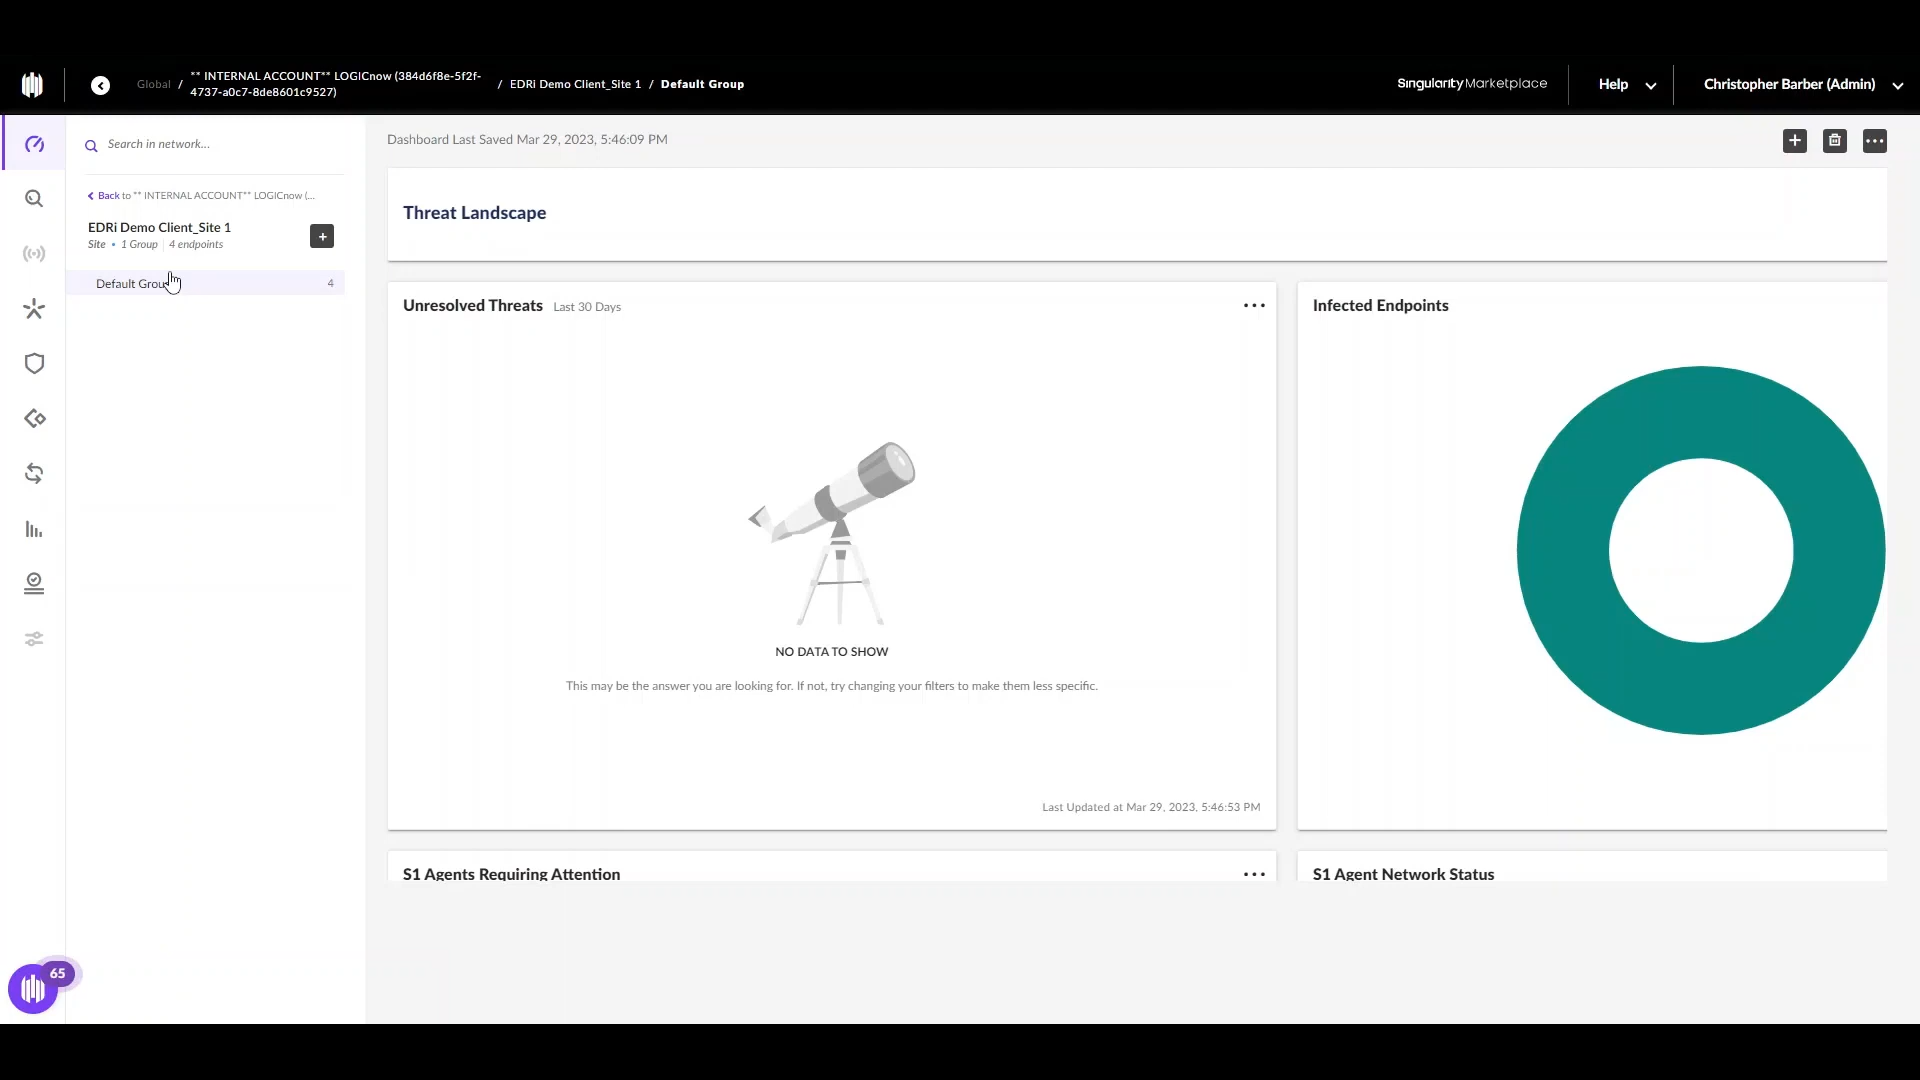 Global / ** INTERNAL ACCOUNT** LOGICnow (384d6f8e-5f2f-
4737-a0c7-8de8601c9527) / EDRi Demo Client_Site 1 / Default Group
SingularityMarketplace
Help
Christopher Barber (Admin)
Search in network...
Back to ** INTERNAL ACCOUNT** LOGICnow (...
EDRi Demo Client_Site 1
Site • 1 Group | 4 endpoints
Default Grou 4
Dashboard Last Saved Mar 29, 2023, 5:46:09 PM
Threat Landscape
Unresolved Threats Last 30 Days
NO DATA TO SHOW
This may be the answer you are looking for. If not, try changing your filters to make them less specific.
Last Updated at Mar 29, 2023, 5:46:53 PM
Infected Endpoints
S1 Agents Requiring Attention
S1 Agent Network Status
65